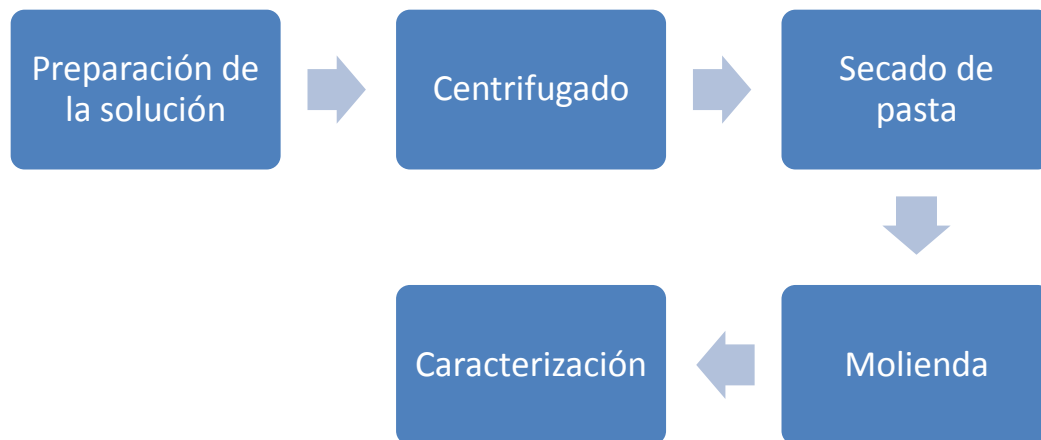 Preparación de
la solución
Centrifugado
Secado de
pasta
Molienda
Caracterización